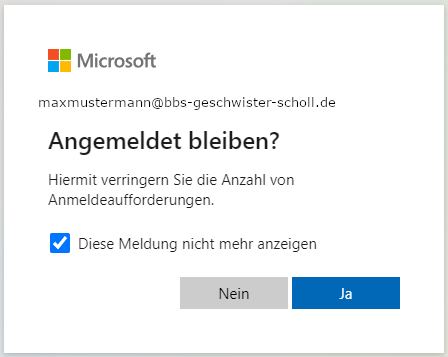 Microsoft
maxmustermann@bbs-geschwister-scholl.de
Angemeldet bleiben?
Hiermit verringern Sie die Anzahl von
Anmeldeaufforderungen.
Diese Meldung nicht mehr anzeigen
Nein
Ja